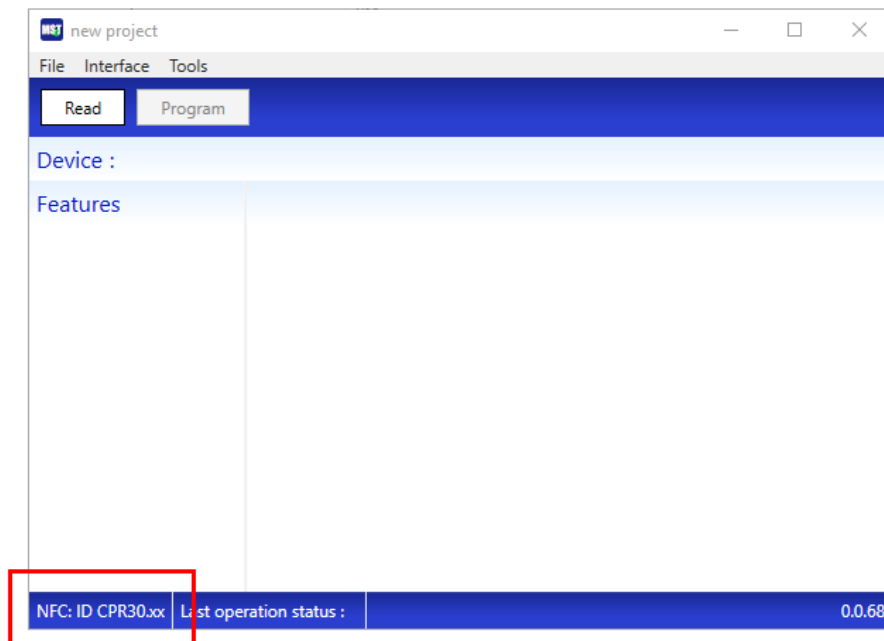 MST new project
File Interface Tools
Read Program
Device :
Features
NFC: ID CPR30.xx Last operation status : 0.0.68